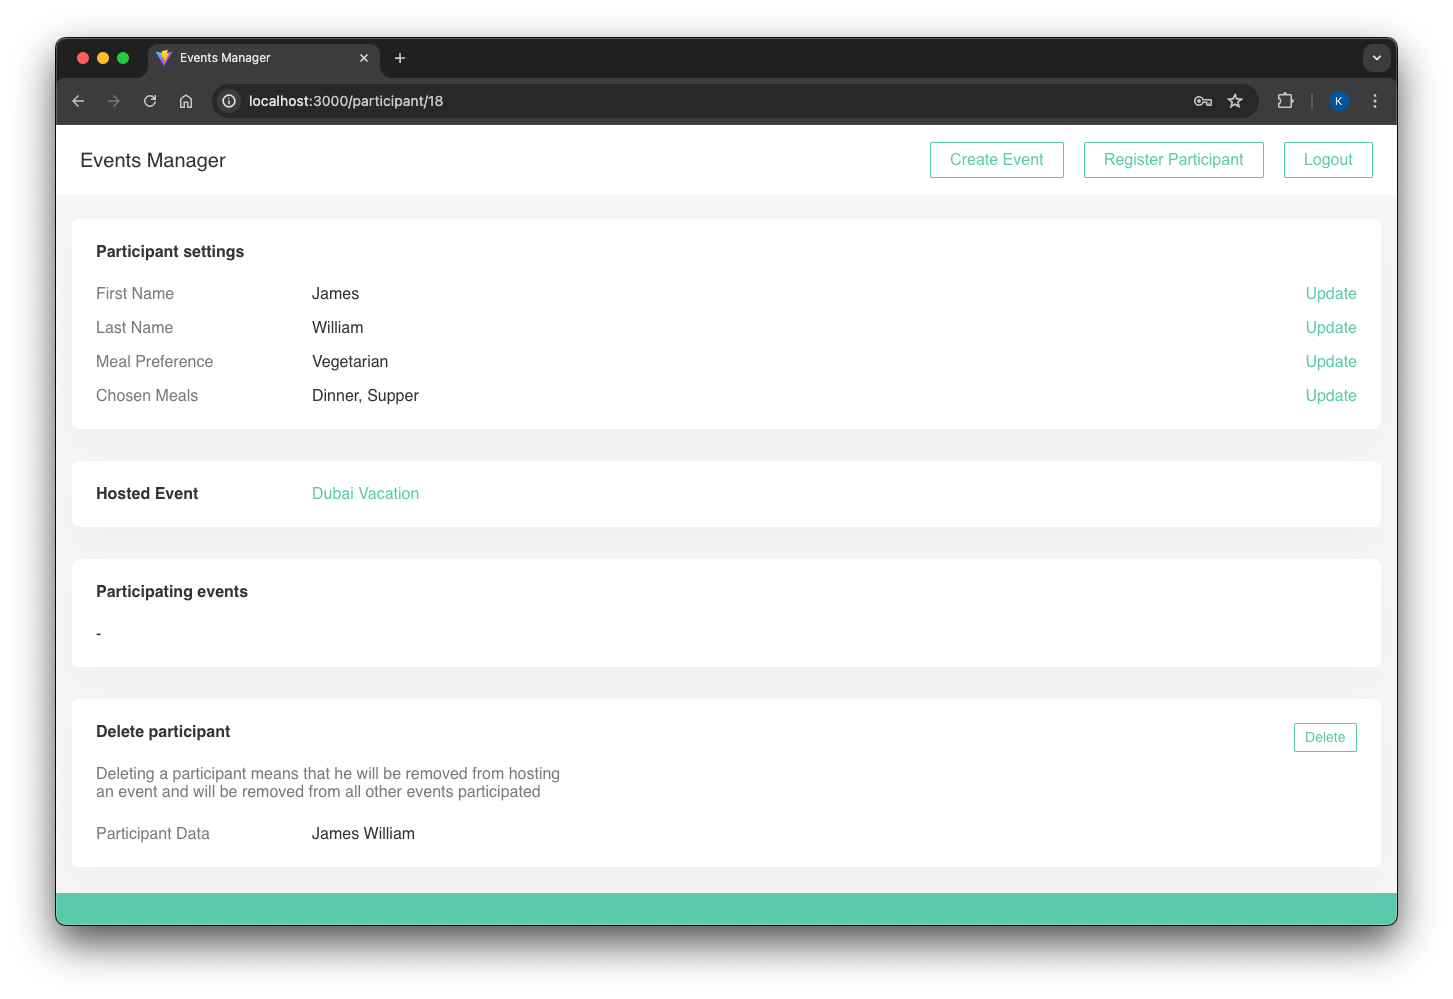 Events Manager
localhost:3000/participant/18
K
Events Manager
Create Event
Register Participant
Logout
Participant settings
First Name James Update
Last Name William Update
Meal Preference Vegetarian Update
Chosen Meals Dinner, Supper Update
Hosted Event Dubai Vacation
Participating events
-
Delete participant
Delete
Deleting a participant means that he will be removed from hosting
an event and will be removed from all other events participated
Participant Data James William